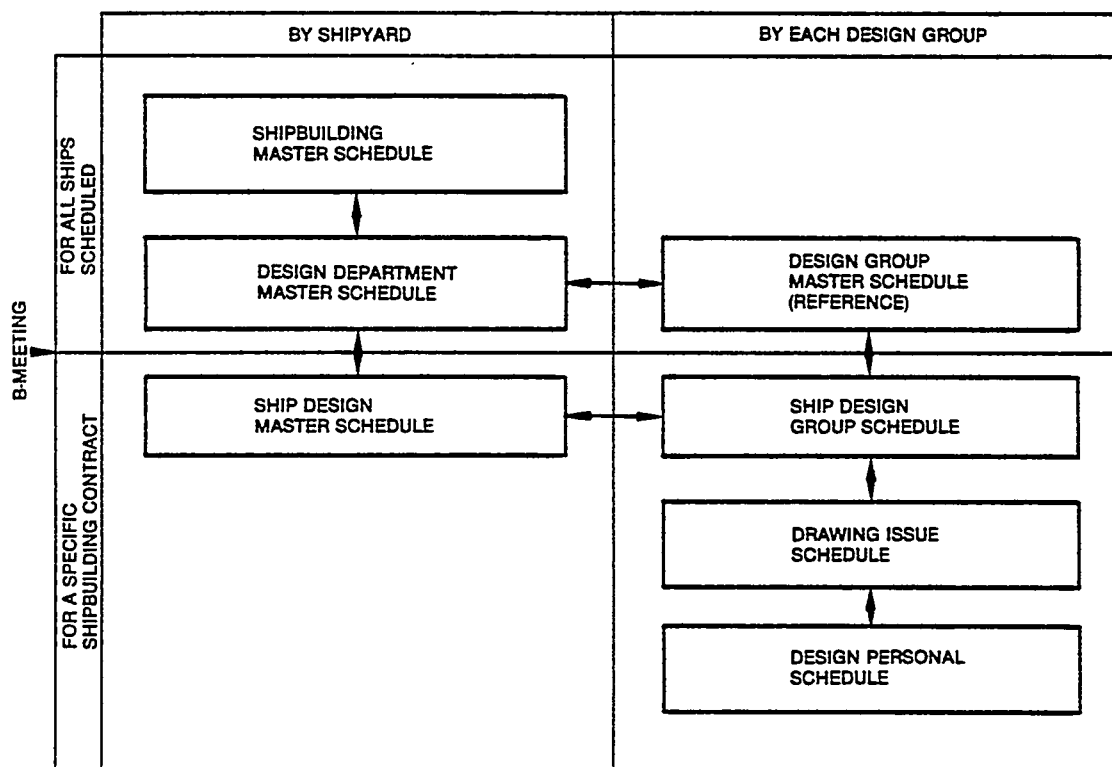 BY SHIPYARD
BY EACH DESIGN GROUP
FOR ALL SHIPS
SCHEDULED
SHIPBUILDING
MASTER SCHEDULE
DESIGN DEPARTMENT
MASTER SCHEDULE
DESIGN GROUP
MASTER SCHEDULE
(REFERENCE)
B-MEETING
FOR A SPECIFIC
SHIPBUILDING CONTRACT
SHIP DESIGN
MASTER SCHEDULE
SHIP DESIGN
GROUP SCHEDULE
DRAWING ISSUE
SCHEDULE
DESIGN PERSONAL
SCHEDULE